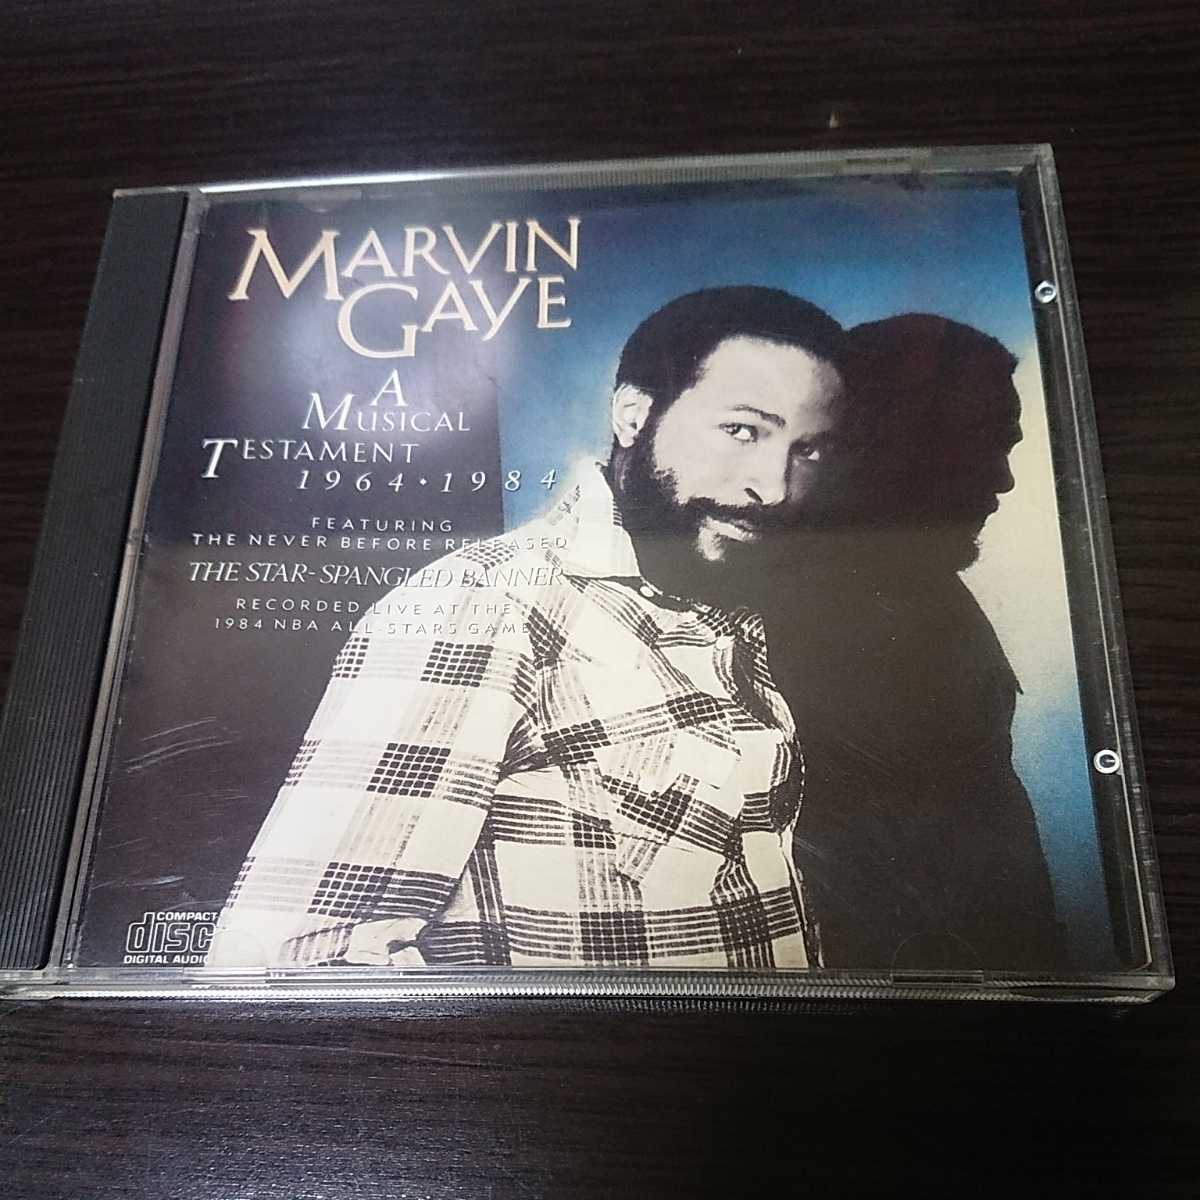 MARVIN
GAYE
A
MUSICAL
TESTAMENT
1964 • 1984
FEATURING
THE NEVER BEFORE RELEASED
THE STAR-SPANGLED BANNER
RECORDED LIVE AT THE
1984 NBA ALL-STARS GAME
COMPACT
disc
DIGITAL AUDIO